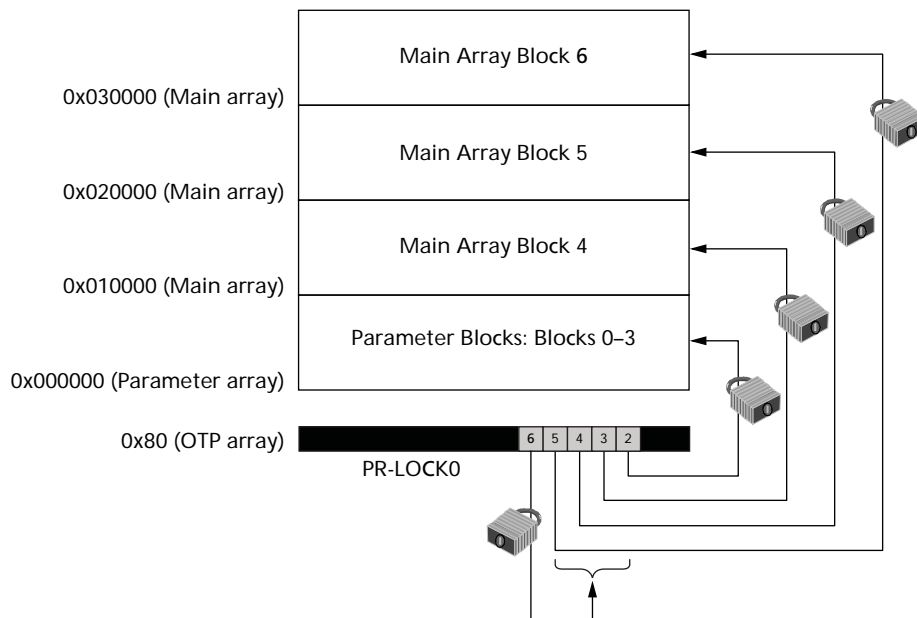 Main Array Block 6
0x030000 (Main array)
Main Array Block 5
0x020000 (Main array)
Main Array Block 4
0x010000 (Main array)
Parameter Blocks: Blocks 0–3
0x000000 (Parameter array)
0x80 (OTP array) 6 5 4 3 2
PR-LOCK0